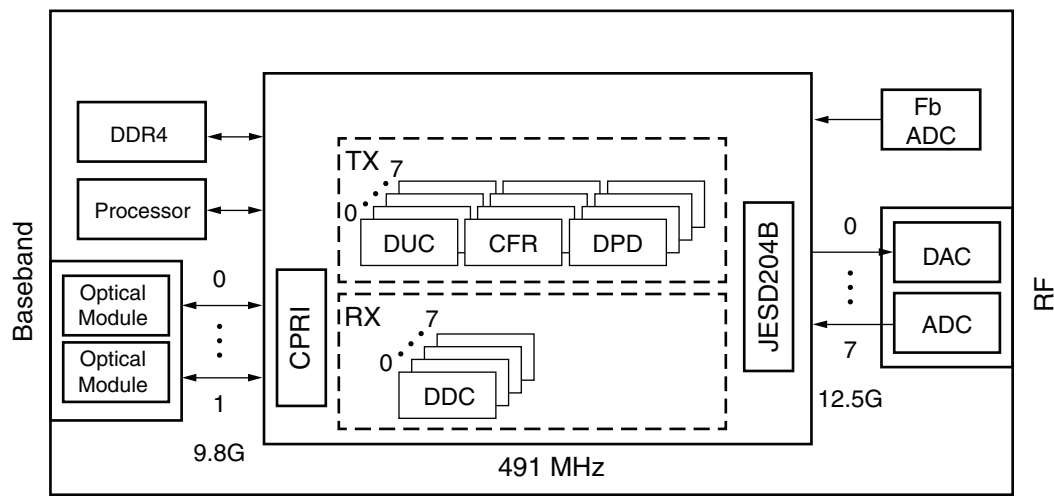 DDR4
Processor
Baseband
Optical
Module
Optical
Module
0
1
9.8G
CPRI
TX
0
7
DUC
CFR
DPD
RX
0
7
DDC
JESD204B
491 MHz
Fb
ADC
0
7
12.5G
DAC
ADC
RF